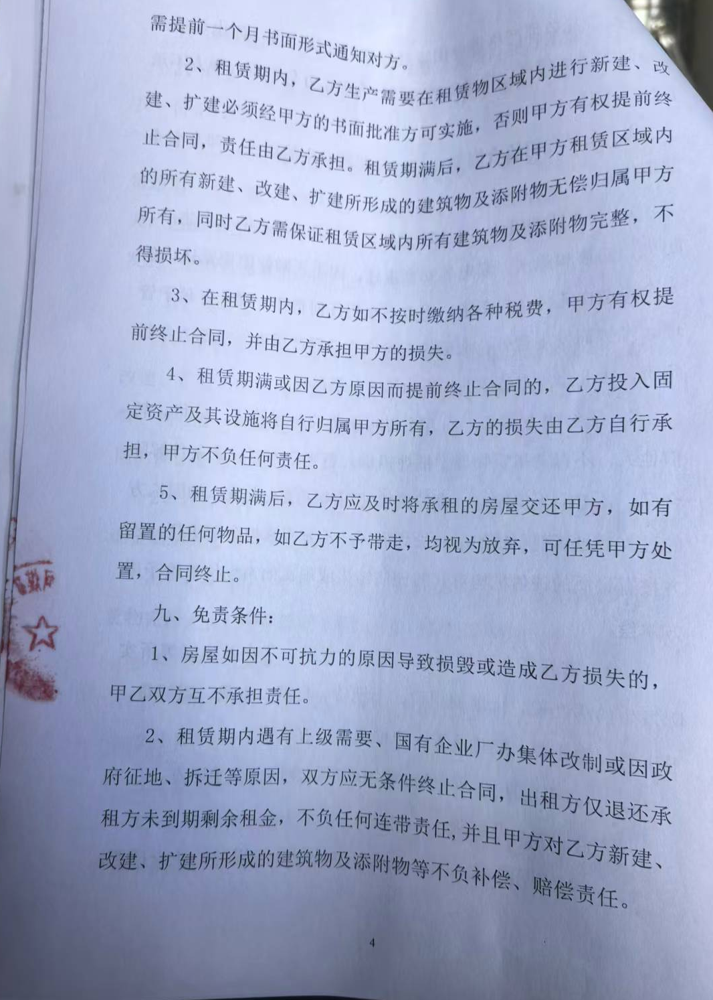 需提前一个月书面形式通知对方。
2、租赁期内，乙方生产需要在租赁物区域内进行新建、改
建、扩建必须经甲方的书面批准方可实施，否则甲方有权提前终
止合同，责任由乙方承担。租赁期满后，乙方在甲方租赁区域内
的所有新建、改建、扩建所形成的建筑物及添附物无偿归属甲方
所有，同时乙方需保证租赁区域内所有建筑物及添附物完整，不
得损坏。
3、在租赁期内，乙方如不按时缴纳各种税费，甲方有权提
前终止合同，并由乙方承担甲方的损失。
4、租赁期满或因乙方原因而提前终止合同的，乙方投入固
定资产及其设施将自行归属甲方所有，乙方的损失由乙方自行承
担，甲方不负任何责任。
5、租赁期满后，乙方应及时将承租的房屋交还甲方，如有
留置的任何物品，如乙方不予带走，均视为放弃，可任凭甲方处
置，合同终止。
九、免责条件：
1、房屋如因不可抗力的原因导致损毁或造成乙方损失的，
甲乙双方互不承担责任。
2、租赁期内遇有上级需要、国有企业厂办集体改制或因政
府征地、拆迁等原因，双方应无条件终止合同，出租方仅退还承
租方未到期剩余租金，不负任何连带责任,并且甲方对乙方新建、
改建、扩建所形成的建筑物及添附物等不负补偿、赔偿责任。
4